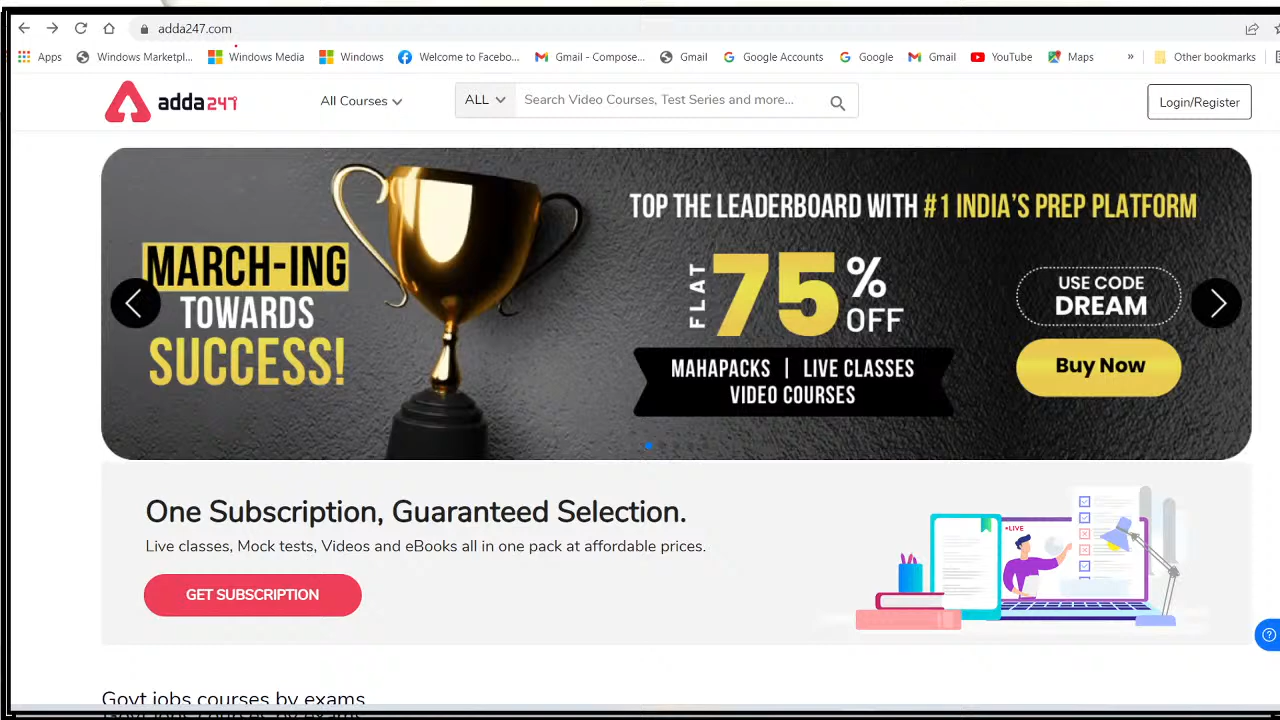 adda247.com
Apps Windows Marketpl... Windows Media Windows Welcome to Facebo... Gmail - Compose... Gmail Google Accounts Google Gmail YouTube Maps » Other bookmarks
adda247 All Courses ALL Search Video Courses, Test Series and more... Login/Register
MARCH-ING
TOWARDS
SUCCESS!
TOP THE LEADERBOARD WITH #1 INDIA'S PREP PLATFORM
FLAT 75% OFF
MAHAPACKS | LIVE CLASSES
VIDEO COURSES
USE CODE
DREAM
Buy Now
One Subscription, Guaranteed Selection.
Live classes, Mock tests, Videos and eBooks all in one pack at affordable prices.
GET SUBSCRIPTION
LIVE
Govt jobs courses by exams